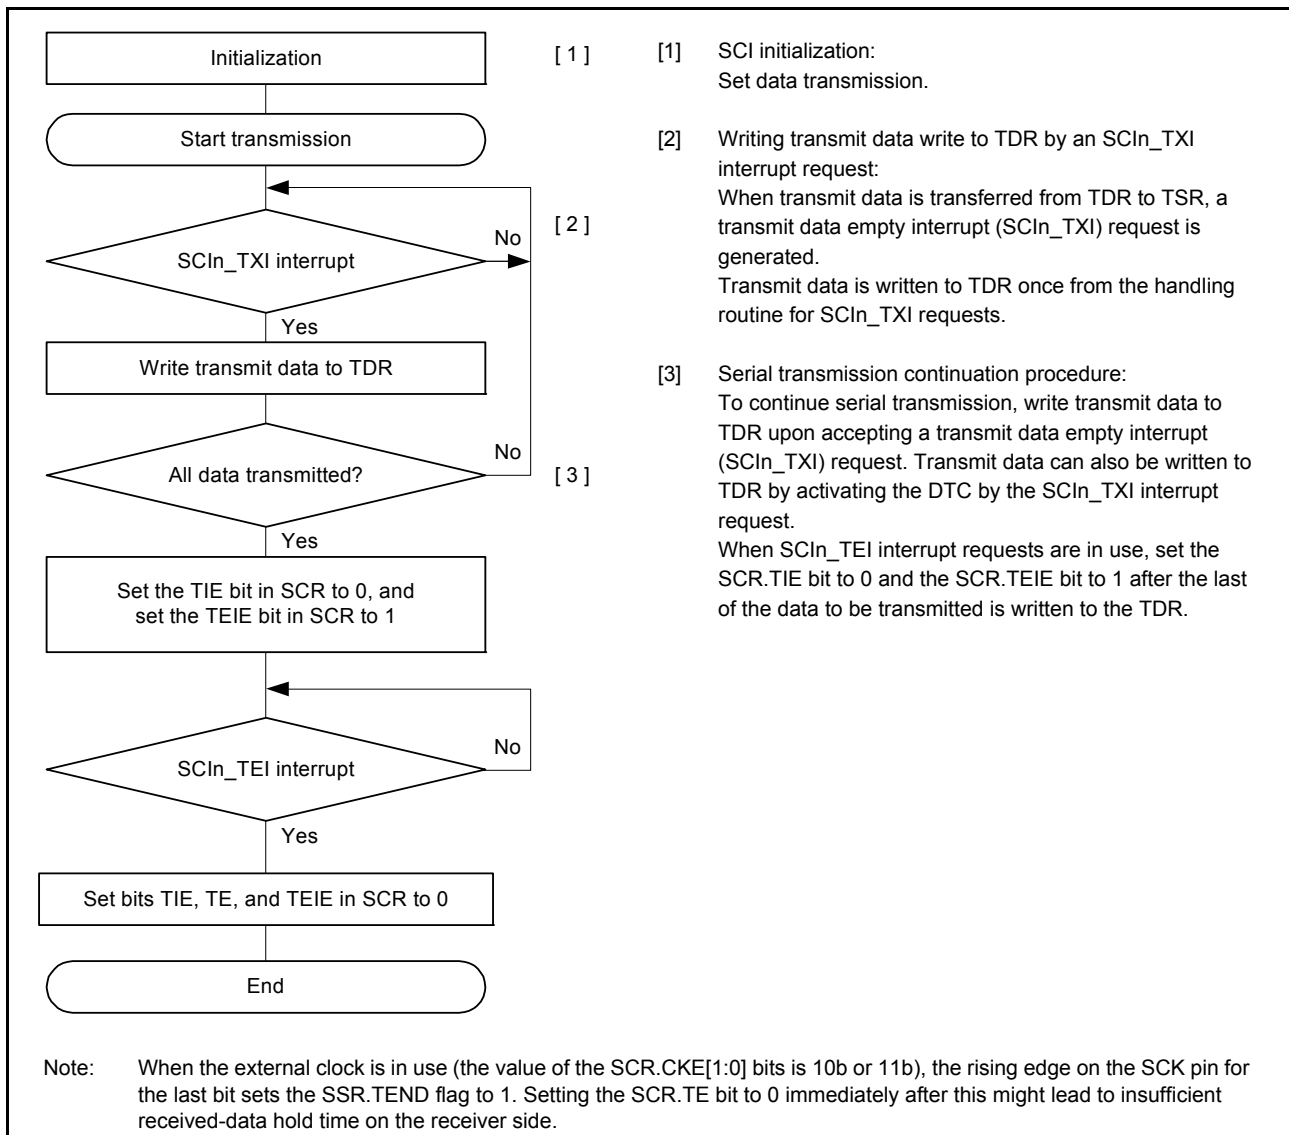 Initialization
[ 1 ]
Start transmission
[ 2 ]
SCIn_TXI interrupt
No
Yes
Write transmit data to TDR
All data transmitted?
No
[ 3 ]
Yes
Set the TIE bit in SCR to 0, and
set the TEIE bit in SCR to 1
SCIn_TEI interrupt
No
Yes
Set bits TIE, TE, and TEIE in SCR to 0
End
[1] SCI initialization:
Set data transmission.
[2] Writing transmit data write to TDR by an SCIn_TXI
interrupt request:
When transmit data is transferred from TDR to TSR, a
transmit data empty interrupt (SCIn_TXI) request is
generated.
Transmit data is written to TDR once from the handling
routine for SCIn_TXI requests.
[3] Serial transmission continuation procedure:
To continue serial transmission, write transmit data to
TDR upon accepting a transmit data empty interrupt
(SCIn_TXI) request. Transmit data can also be written to
TDR by activating the DTC by the SCIn_TXI interrupt
request.
When SCIn_TEI interrupt requests are in use, set the
SCR.TIE bit to 0 and the SCR.TEIE bit to 1 after the last
of the data to be transmitted is written to the TDR.
Note: When the external clock is in use (the value of the SCR.CKE[1:0] bits is 10b or 11b), the rising edge on the SCK pin for
the last bit sets the SSR.TEND flag to 1. Setting the SCR.TE bit to 0 immediately after this might lead to insufficient
received-data hold time on the receiver side.